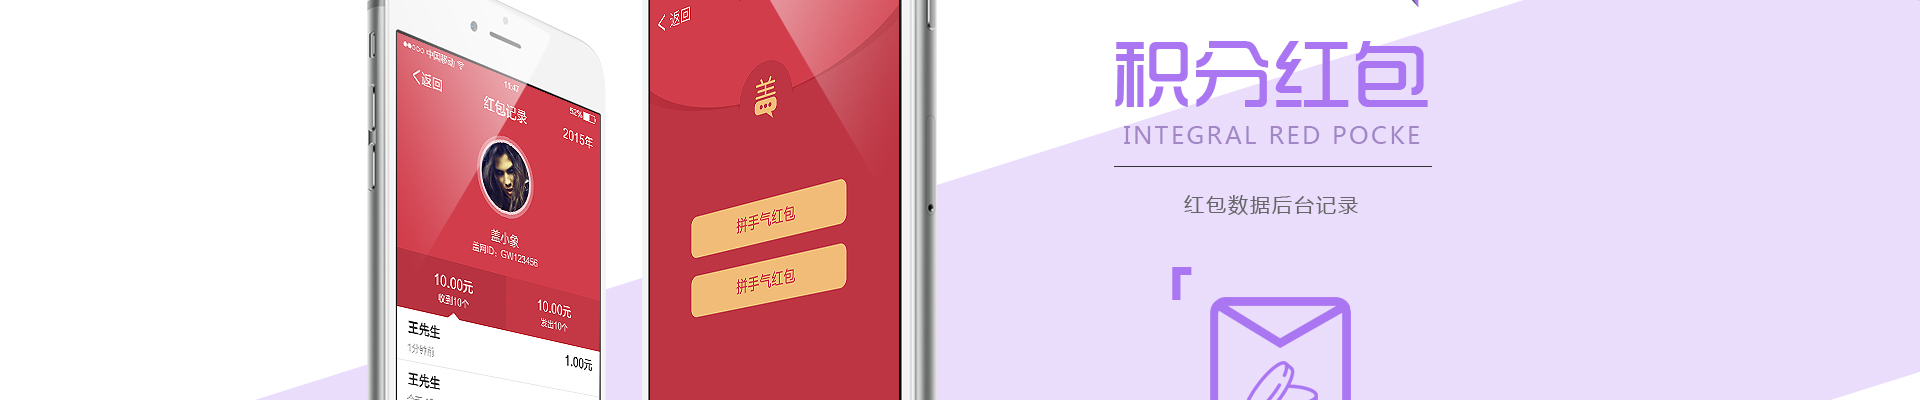 中国移动
11:47
52%
返回
红包记录
2015年
盖小象
盖网ID：GW123456
10.00元
收到10个
10.00元
发出10个
王先生
1分钟前
1.00元
王先生
返回
盖
拼手气红包
拼手气红包
积分红包
INTEGRAL RED POCKE
红包数据后台记录